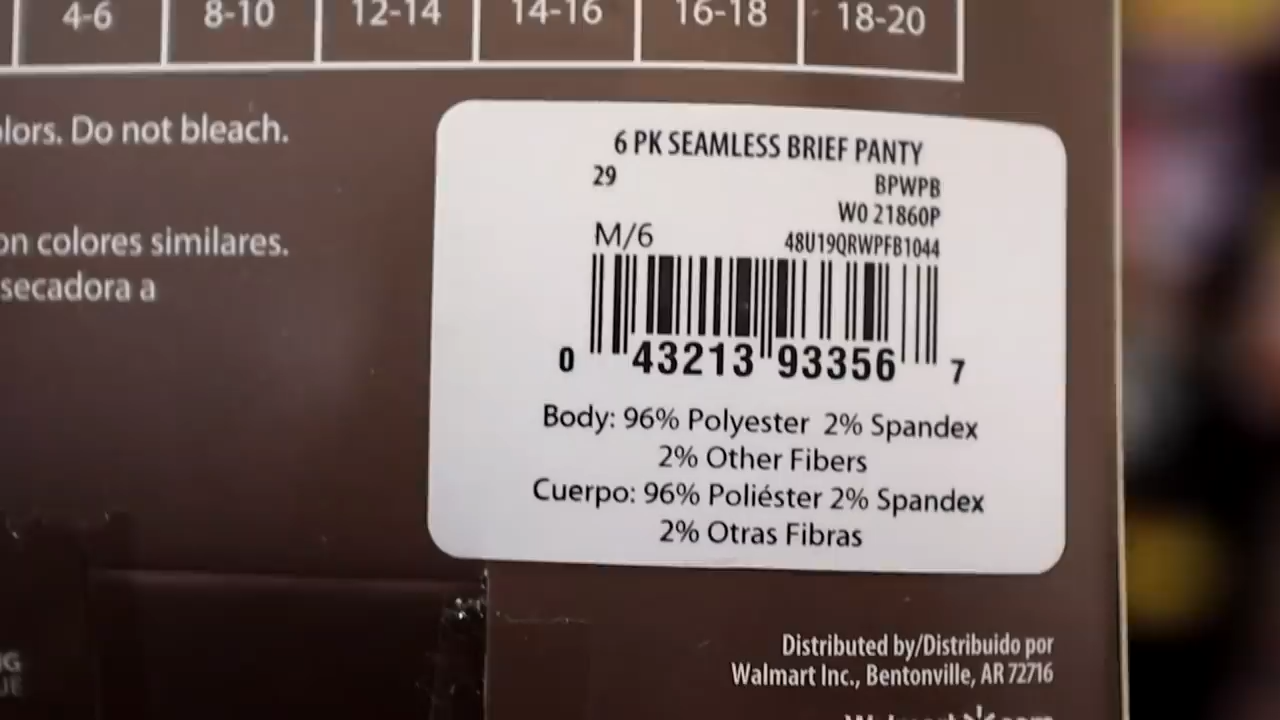 4-6 8-10 12-14 14-16 16-18 18-20
Do not bleach.
6 PK SEAMLESS BRIEF PANTY
29 BPWPB
W0 21860P
M/6 48U19QRWPFB1044
on colores similares.
secadora a
0 43213 93356 7
Body: 96% Polyester 2% Spandex
2% Other Fibers
Cuerpo: 96% Poliéster 2% Spandex
2% Otras Fibras
Distributed by/Distribuido por
Walmart Inc., Bentonville, AR 72716